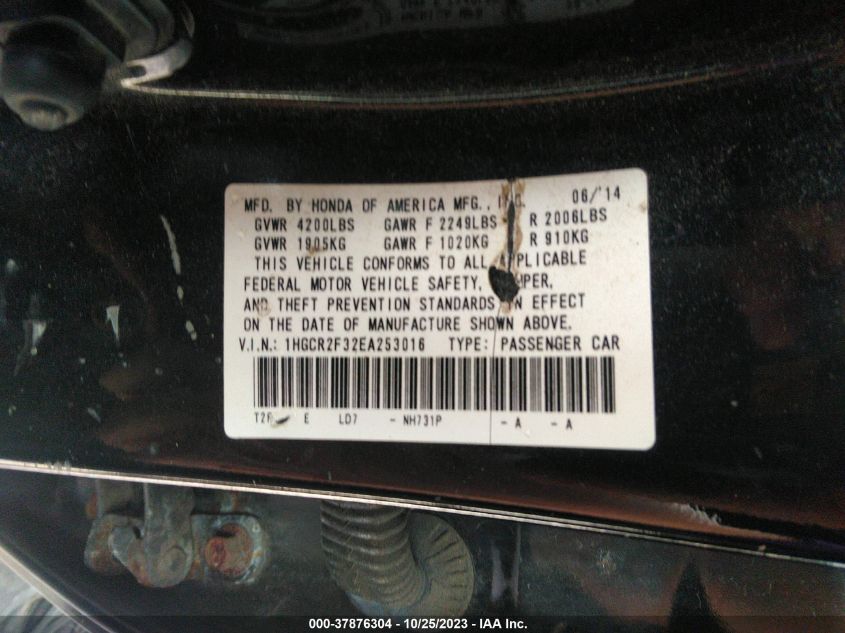 MFD. BY HONDA OF AMERICA MFG., INC. 06/'14
GVWR 4200LBS GAWR F 2249LBS R 2006LBS
GVWR 1905KG GAWR F 1020KG R 910KG
THIS VEHICLE CONFORMS TO ALL APPLICABLE
FEDERAL MOTOR VEHICLE SAFETY,
AND THEFT PREVENTION STANDARDS IN EFFECT
ON THE DATE OF MANUFACTURE SHOWN ABOVE.
V.I.N.: 1HGCR2F32EA253016 TYPE: PASSENGER CAR
E LD7 - NH731P - A - A
000-37876304 - 10/25/2023 - IAA Inc.